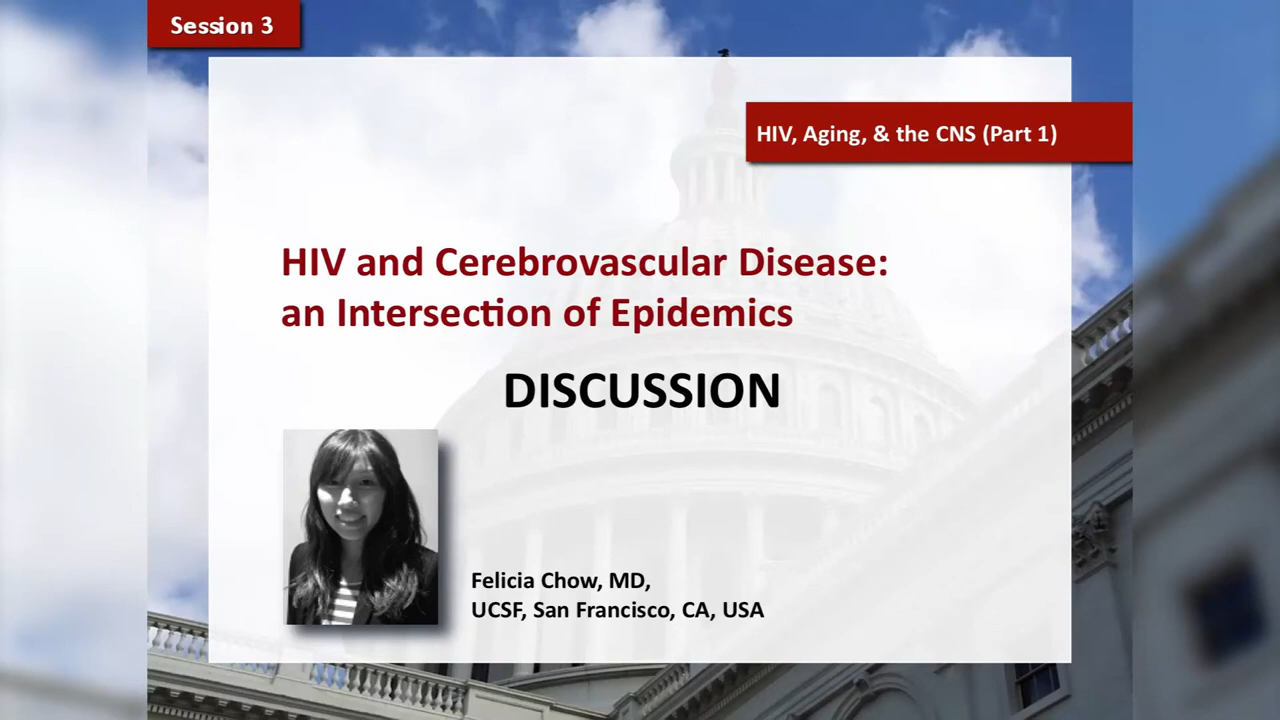 Session 3
HIV, Aging, & the CNS (Part 1)
HIV and Cerebrovascular Disease:
an Intersection of Epidemics
DISCUSSION
Felicia Chow, MD,
UCSF, San Francisco, CA, USA